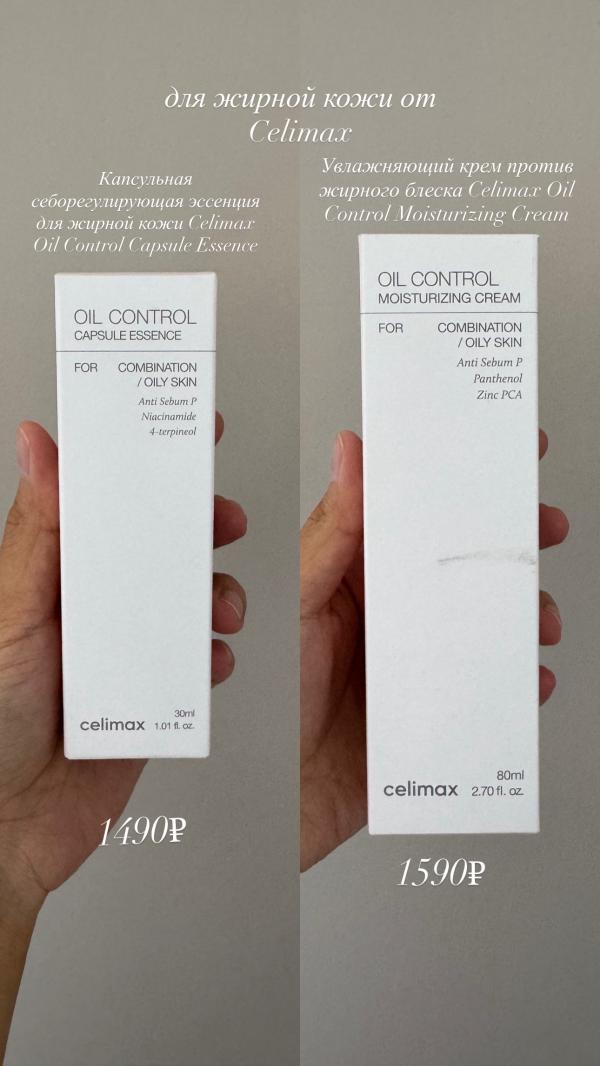 для жирной кожи от
Celimax
Капсульная
себорегулирующая эссенция
для жирной кожи Celimax
Oil Control Capsule Essence
OIL CONTROL
CAPSULE ESSENCE
FOR COMBINATION
/ OILY SKIN
Anti Sebum P
Niacinamide
4-terpineol
30ml
celimax 1.01 fl. oz.
1490₽
Увлажняющий крем против
жирного блеска Celimax Oil
Control Moisturizing Cream
OIL CONTROL
MOISTURIZING CREAM
FOR COMBINATION
/ OILY SKIN
Anti Sebum P
Panthenol
Zinc PCA
80ml
celimax 2.70 fl. oz.
1590₽